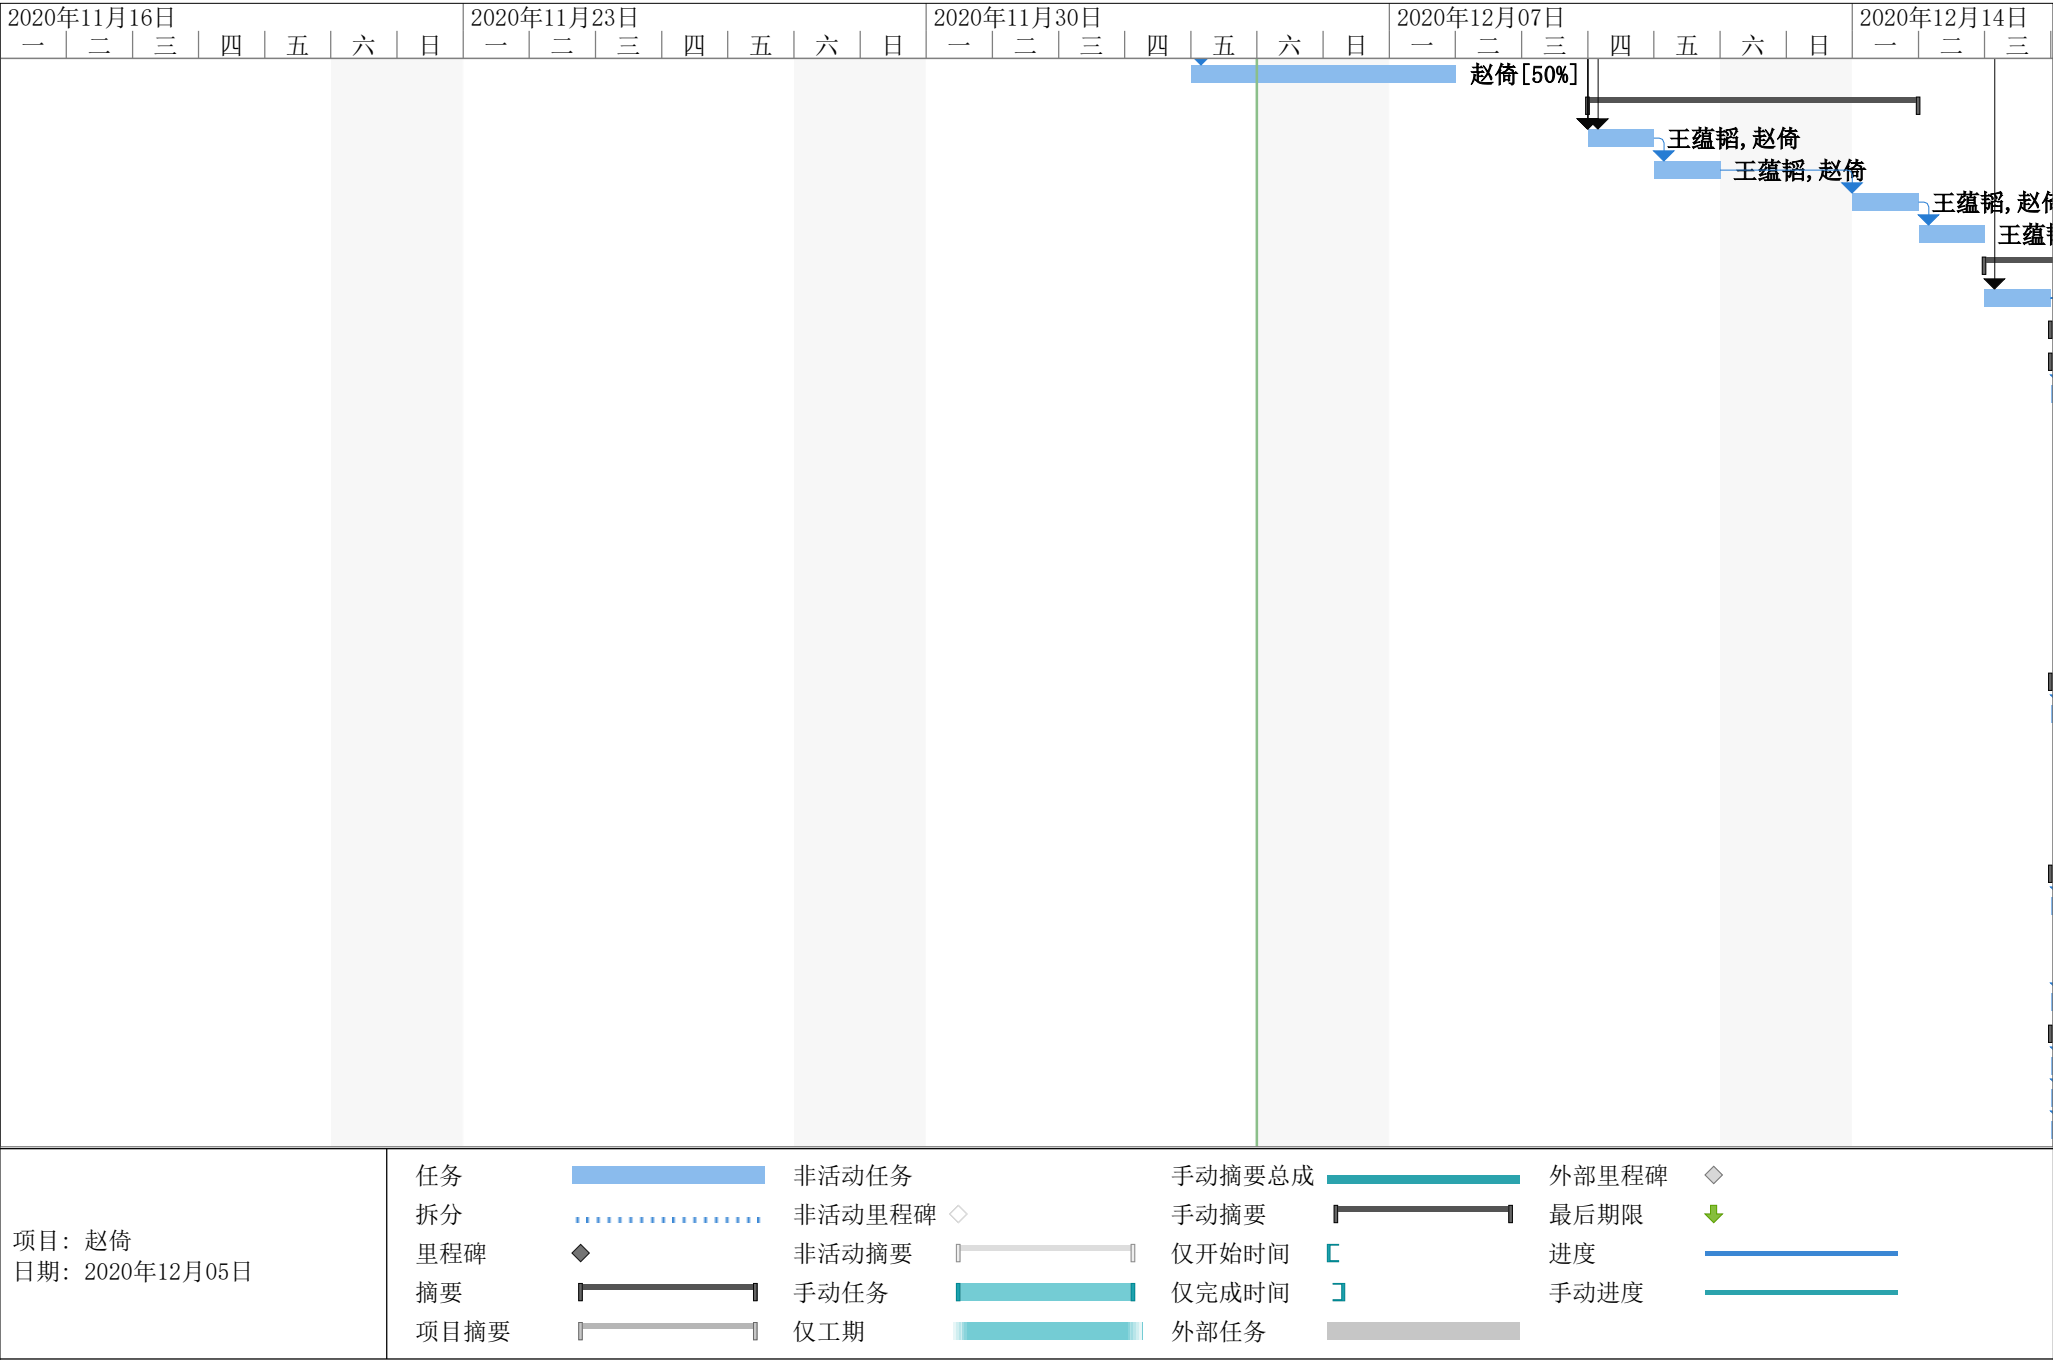 2020年11月16日 2020年11月23日 2020年11月30日 2020年12月07日 2020年12月14日
一 二 三 四 五 六 日 一 二 三 四 五 六 日 一 二 三 四 五 六 日 一 二 三 四 五 六 日 一 二 三
赵倚[50%]
王蕴韬,赵倚
王蕴韬,赵倚
王蕴韬,赵倚
王蕴
任务 非活动任务 手动摘要总成 外部里程碑
拆分 非活动里程碑 手动摘要 最后期限
里程碑 非活动摘要 仅开始时间 进度
摘要 手动任务 仅完成时间 手动进度
项目摘要 仅工期 外部任务
项目: 赵倚
日期: 2020年12月05日